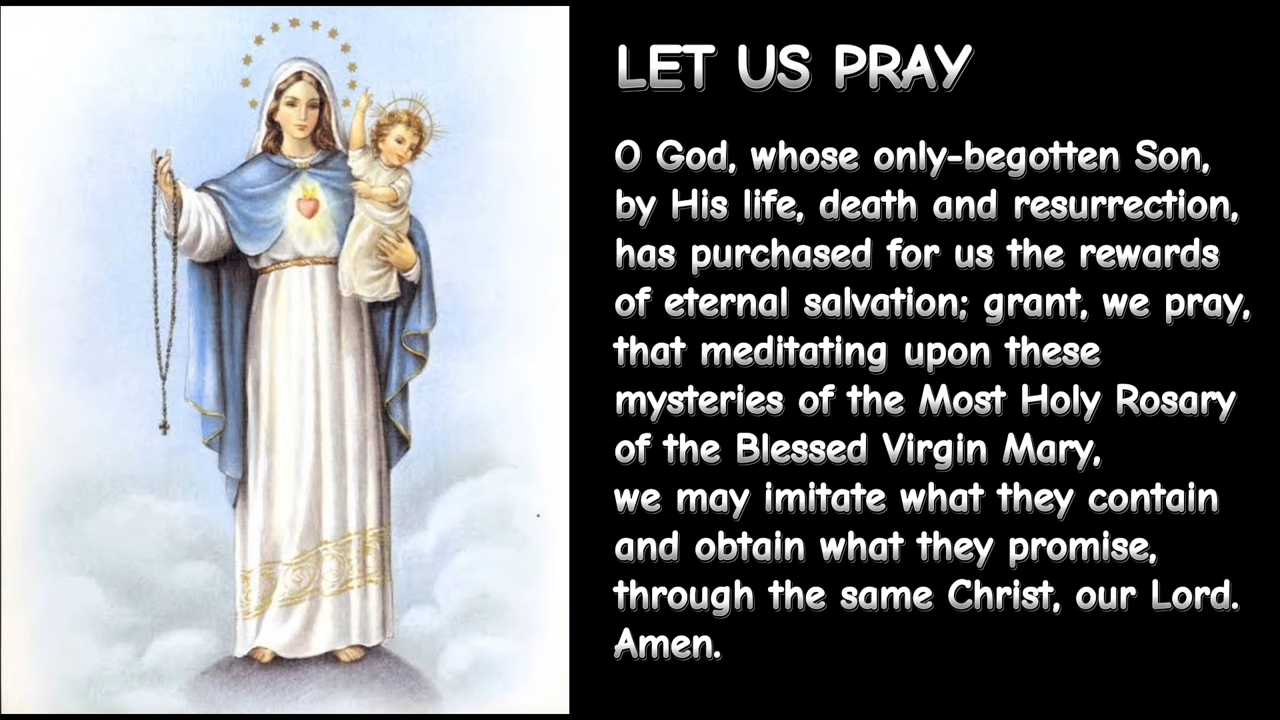 LET US PRAY
O God, whose only-begotten Son,
by His life, death and resurrection,
has purchased for us the rewards
of eternal salvation; grant, we pray,
that meditating upon these
mysteries of the Most Holy Rosary
of the Blessed Virgin Mary,
we may imitate what they contain
and obtain what they promise,
through the same Christ, our Lord.
Amen.